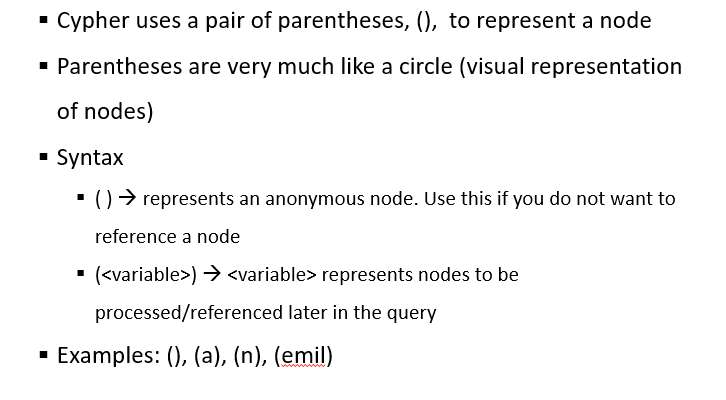 ▪ Cypher uses a pair of parentheses, (), to represent a node
▪ Parentheses are very much like a circle (visual representation
of nodes)
▪ Syntax
▪ ( ) → represents an anonymous node. Use this if you do not want to
reference a node
▪ (<variable>) → <variable> represents nodes to be
processed/referenced later in the query
▪ Examples: (), (a), (n), (emil)